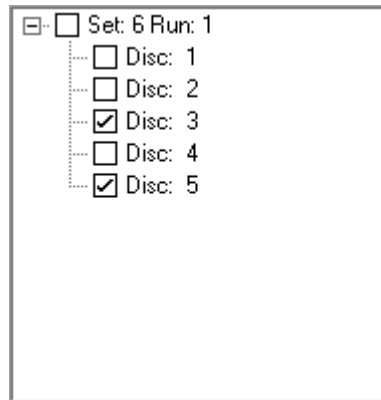 Set: 6 Run: 1
Disc: 1
Disc: 2
Disc: 3
Disc: 4
Disc: 5